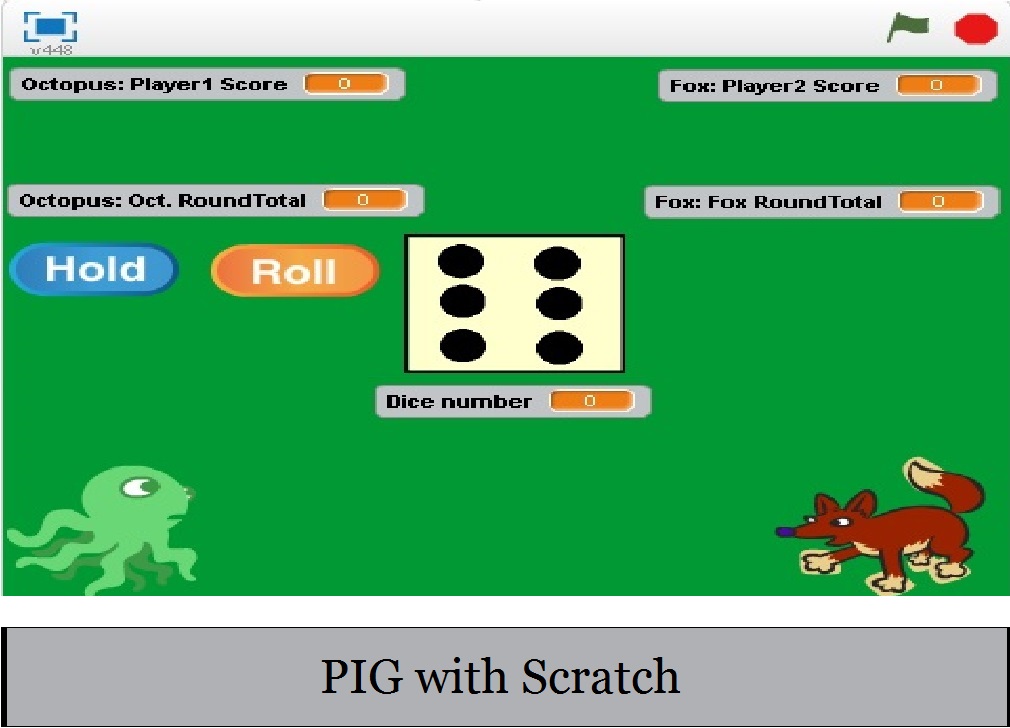 v448
Octopus: Player1 Score 0
Fox: Player2 Score 0
Octopus: Oct. RoundTotal 0
Fox: Fox RoundTotal 0
Hold
Roll
Dice number 0
PIG with Scratch